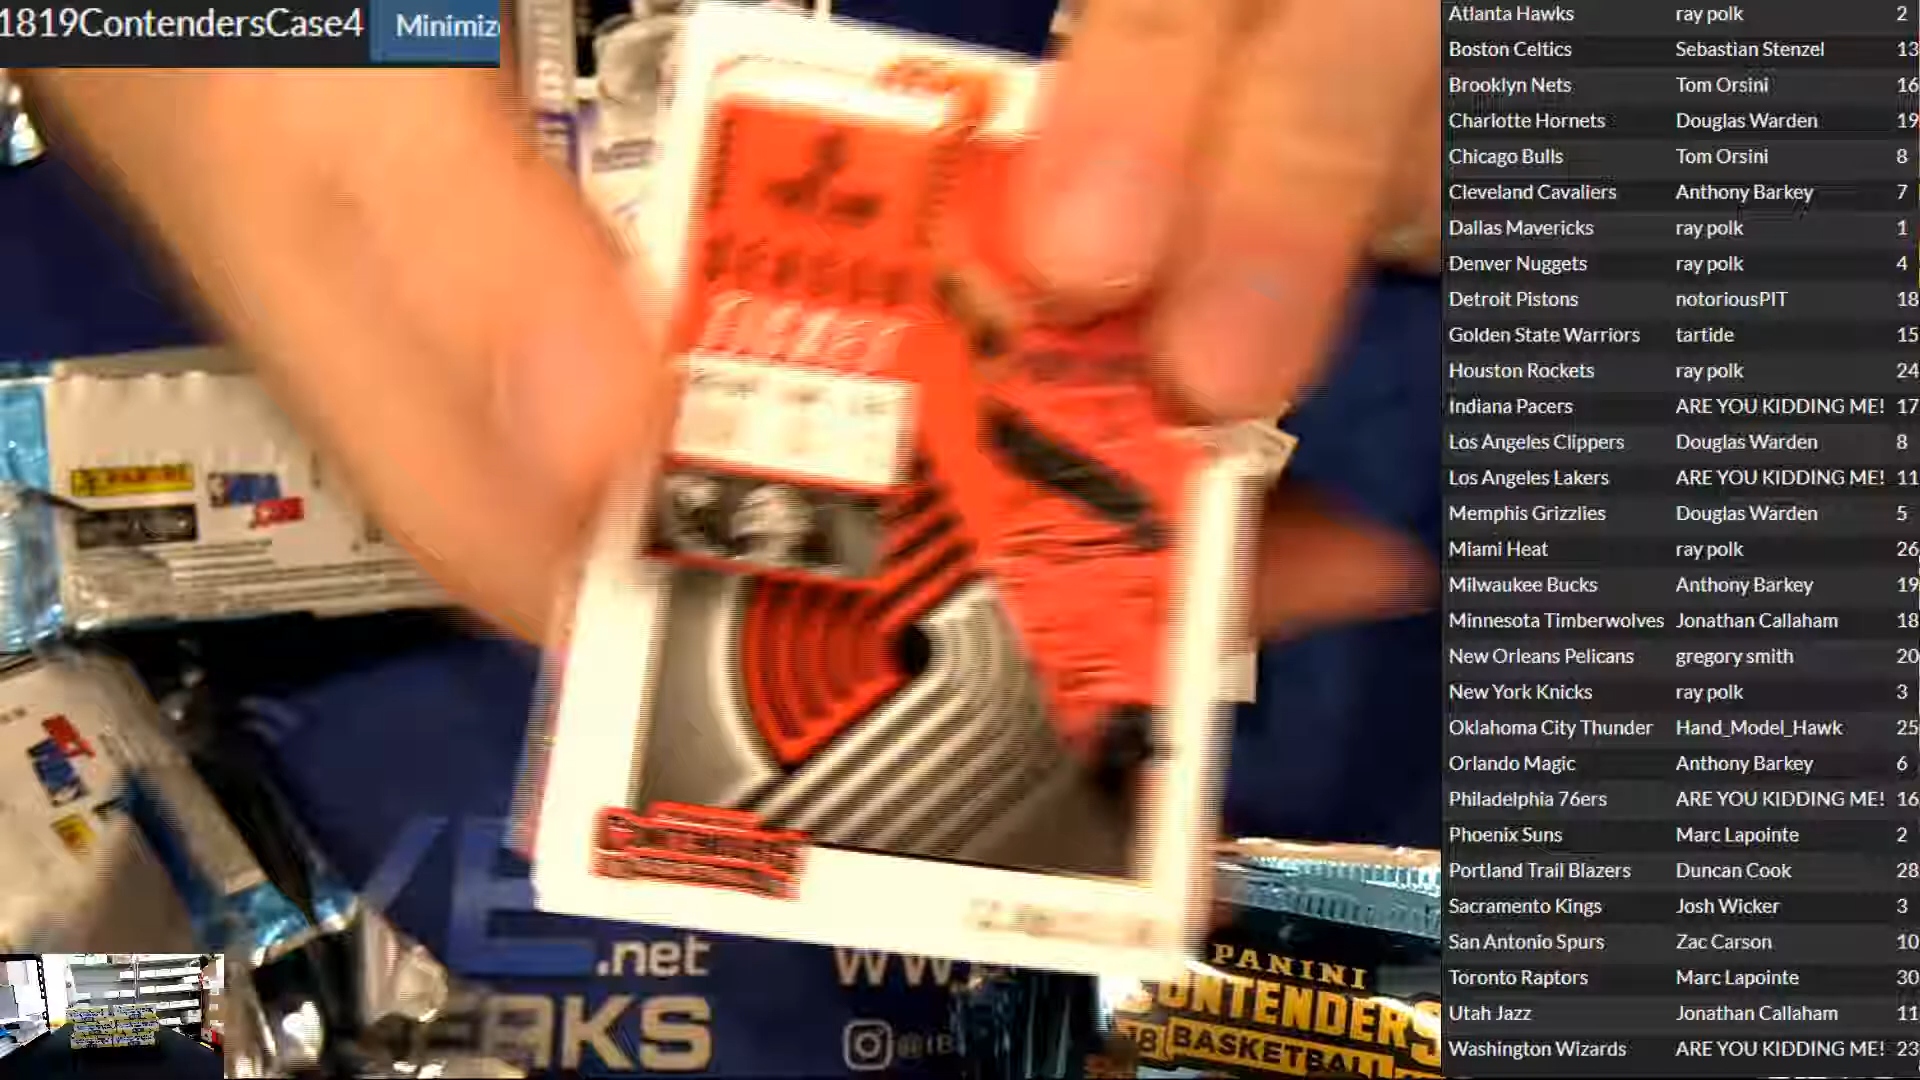 1819ContendersCase4 Minimiz
Atlanta Hawks ray polk 2
Boston Celtics Sebastian Stenzel 13
Brooklyn Nets Tom Orsini 16
Charlotte Hornets Douglas Warden 19
Chicago Bulls Tom Orsini 8
Cleveland Cavaliers Anthony Barkey 7
Dallas Mavericks ray polk 1
Denver Nuggets ray polk 4
Detroit Pistons notoriousPIT 18
Golden State Warriors tartide 15
Houston Rockets ray polk 24
Indiana Pacers ARE YOU KIDDING ME! 17
Los Angeles Clippers Douglas Warden 8
Los Angeles Lakers ARE YOU KIDDING ME! 11
Memphis Grizzlies Douglas Warden 5
Miami Heat ray polk 26
Milwaukee Bucks Anthony Barkey 19
Minnesota Timberwolves Jonathan Callaham 18
New Orleans Pelicans gregory smith 20
New York Knicks ray polk 3
Oklahoma City Thunder Hand_Model_Hawk 25
Orlando Magic Anthony Barkey 6
Philadelphia 76ers ARE YOU KIDDING ME! 16
Phoenix Suns Marc Lapointe 2
Portland Trail Blazers Duncan Cook 28
Sacramento Kings Josh Wicker 3
San Antonio Spurs Zac Carson 10
Toronto Raptors Marc Lapointe 30
Utah Jazz Jonathan Callaham 11
Washington Wizards ARE YOU KIDDING ME! 23
PANINI
.net
PANINI
CONTENDERS
BASKETBALL